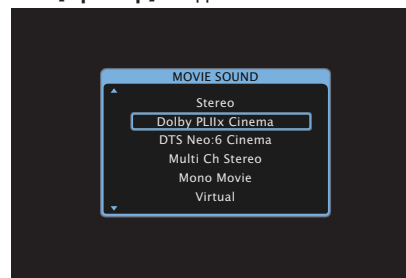 MOVIE SOUND
Stereo
Dolby PLIIx Cinema
DTS Neo:6 Cinema
Multi Ch Stereo
Mono Movie
Virtual